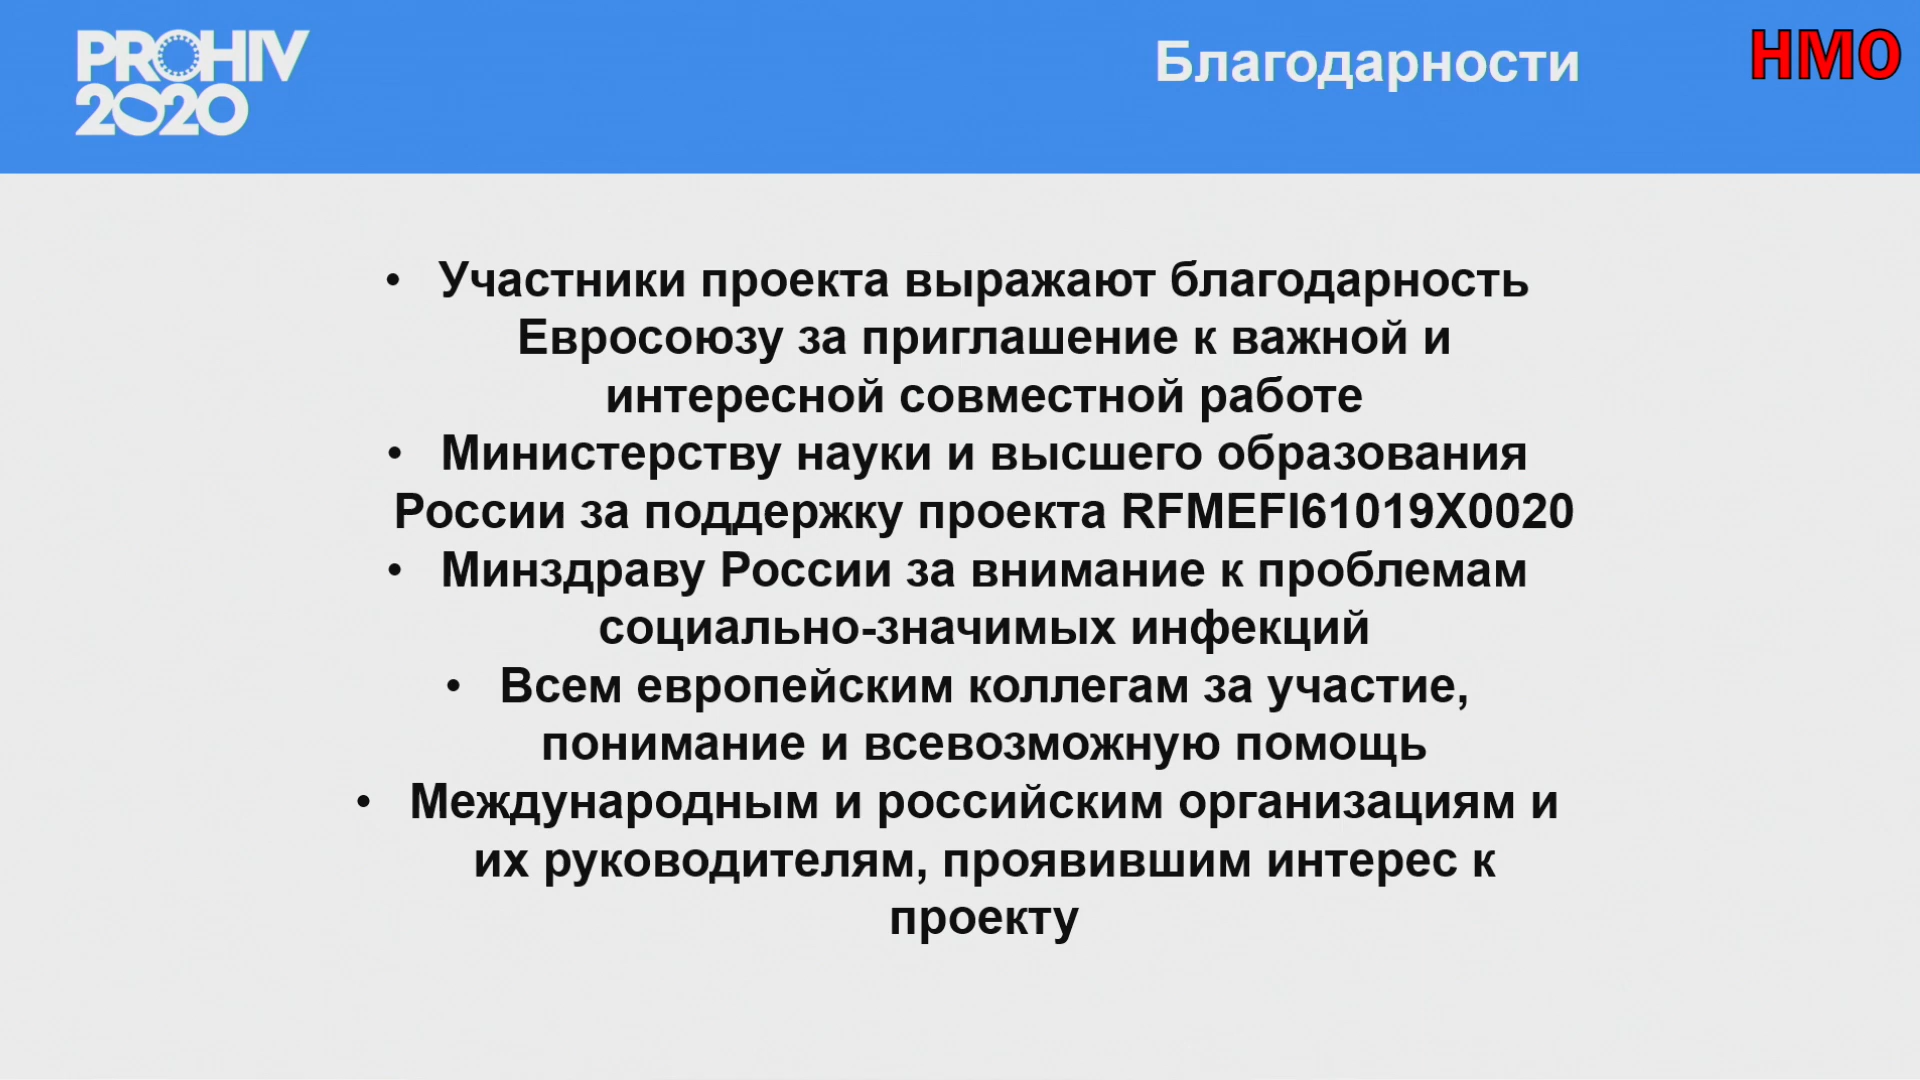 PROHIV
2020
Благодарности
НМО
• Участники проекта выражают благодарность
Евросоюзу за приглашение к важной и
интересной совместной работе
• Министерству науки и высшего образования
России за поддержку проекта RFMEFI61019X0020
• Минздраву России за внимание к проблемам
социально-значимых инфекций
• Всем европейским коллегам за участие,
понимание и всевозможную помощь
• Международным и российским организациям и
их руководителям, проявившим интерес к
проекту